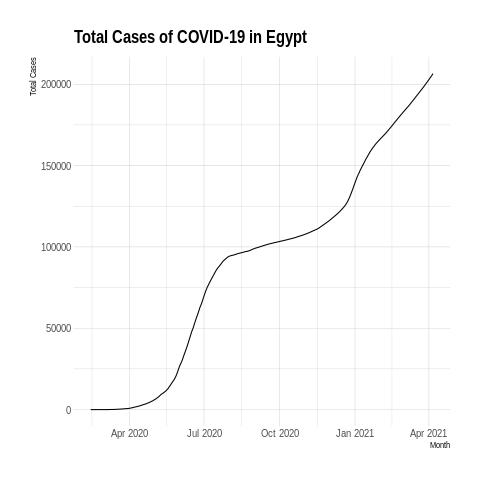 Total Cases of COVID-19 in Egypt
Total Cases
200000
150000
100000
50000
0
Apr 2020 Jul 2020 Oct 2020 Jan 2021 Apr 2021
Month